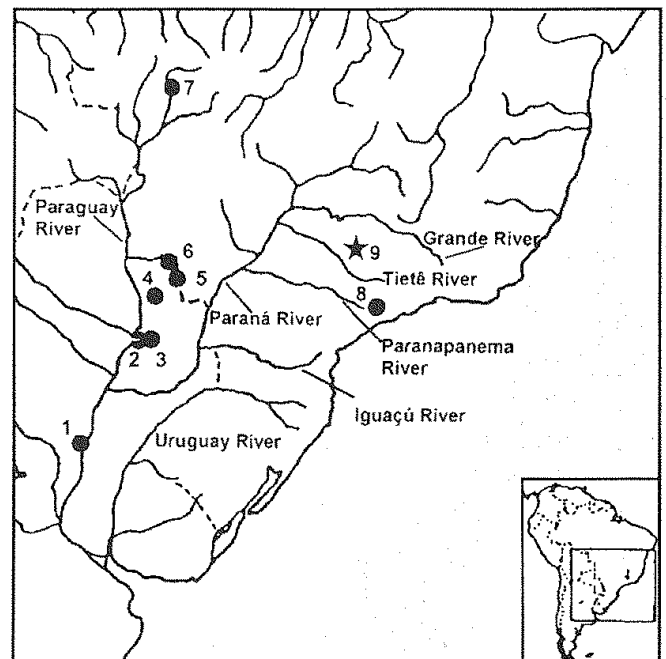 7
Paraguay
River
6
9
Grande River
4
5
Tietê River
8
Paraná River
2
3
Paranapanema
River
Iguaçú River
1
Uruguay River